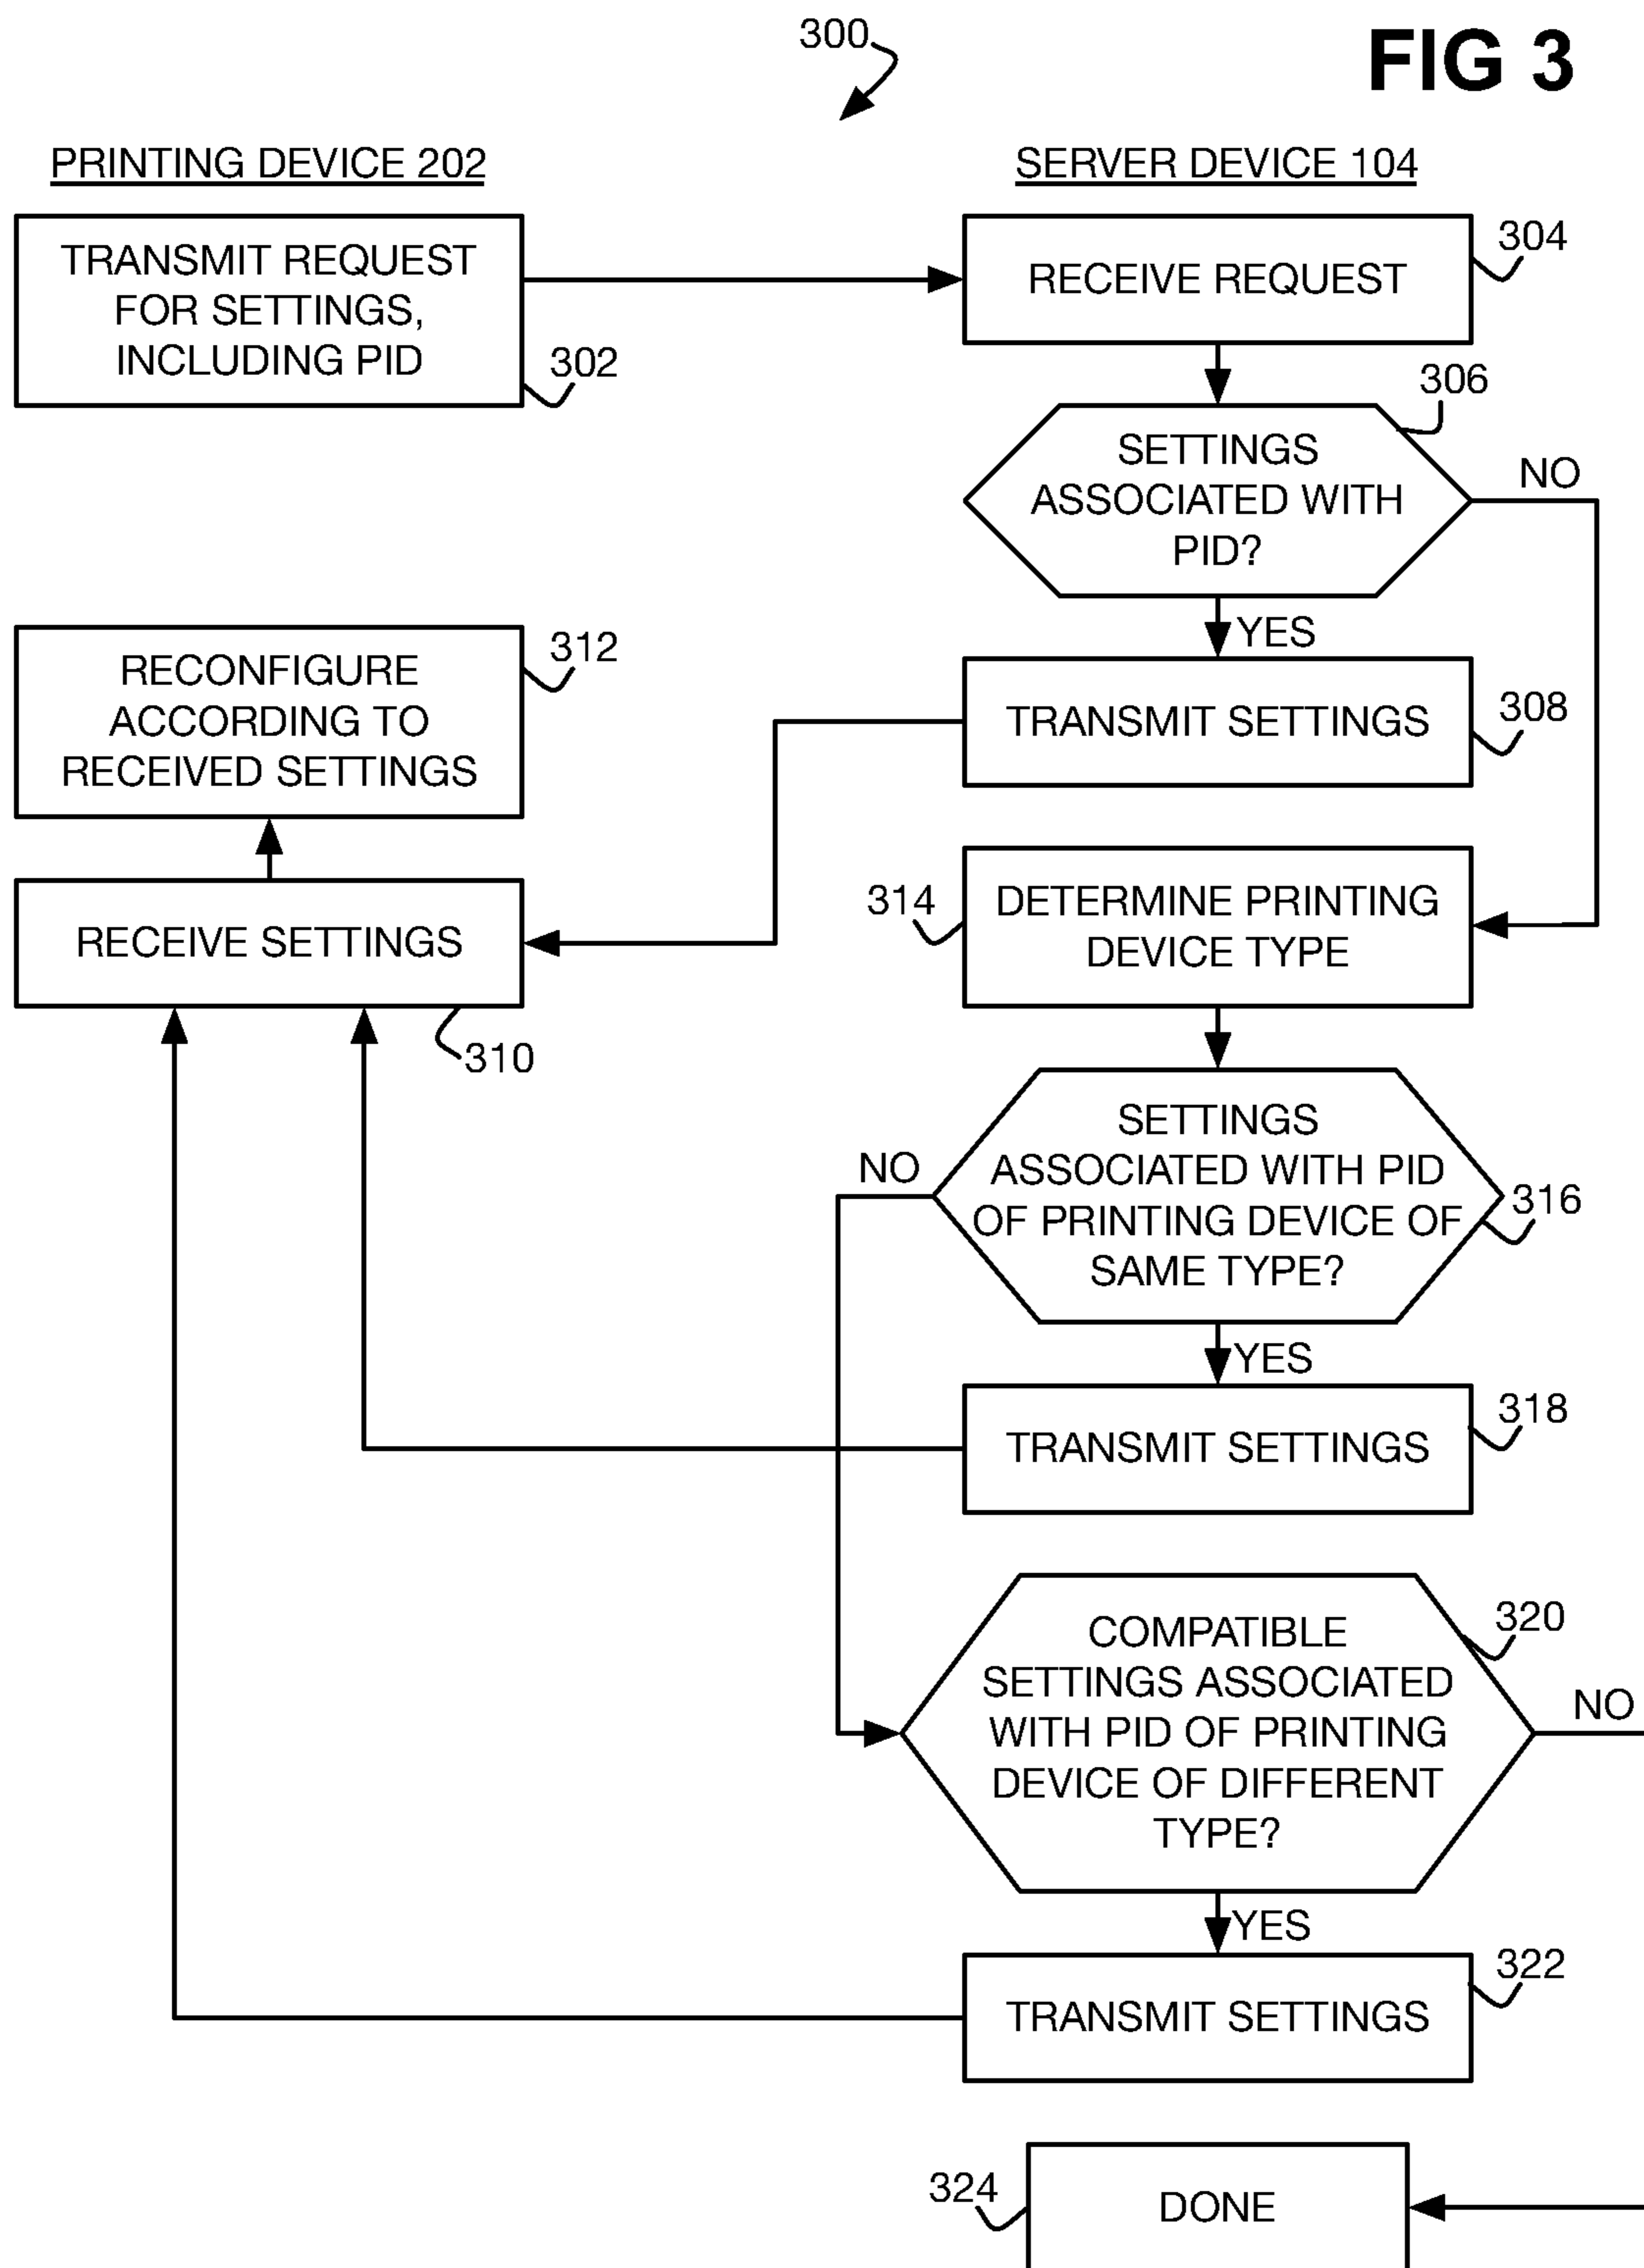 300
FIG 3
PRINTING DEVICE 202
SERVER DEVICE 104
TRANSMIT REQUEST
FOR SETTINGS,
INCLUDING PID
302
RECEIVE REQUEST
304
306
SETTINGS
ASSOCIATED WITH
PID?
NO
YES
RECONFIGURE
ACCORDING TO
RECEIVED SETTINGS
312
TRANSMIT SETTINGS
308
RECEIVE SETTINGS
310
314
DETERMINE PRINTING
DEVICE TYPE
SETTINGS
ASSOCIATED WITH PID
OF PRINTING DEVICE OF
SAME TYPE?
NO
316
YES
TRANSMIT SETTINGS
318
COMPATIBLE
SETTINGS ASSOCIATED
WITH PID OF PRINTING
DEVICE OF DIFFERENT
TYPE?
320
NO
YES
TRANSMIT SETTINGS
322
324
DONE